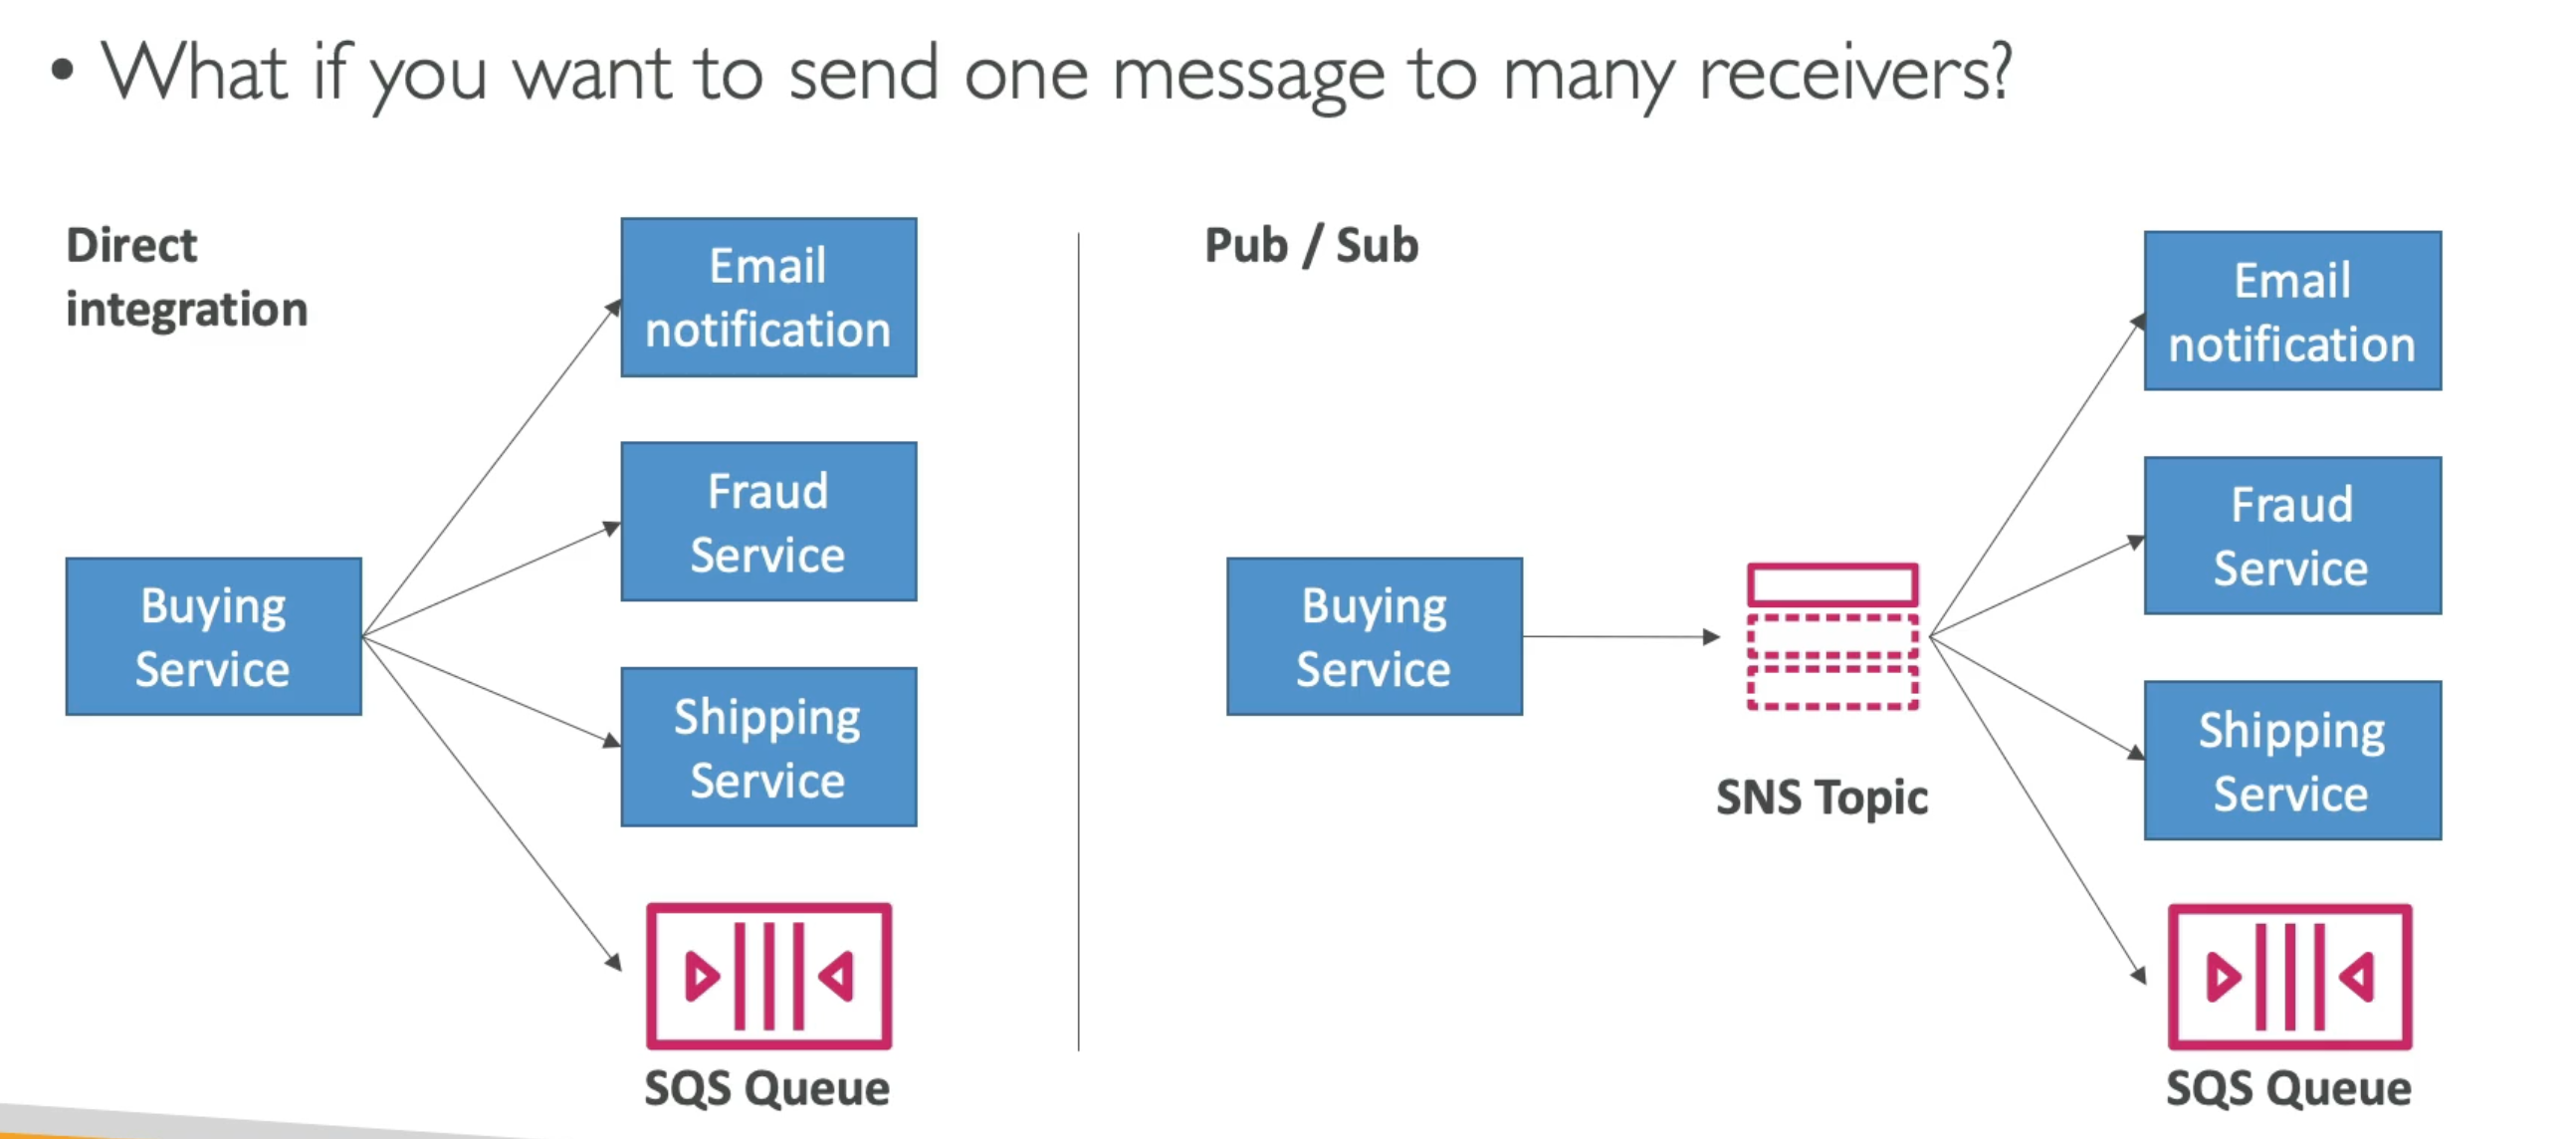 • What if you want to send one message to many receivers?
Direct
integration
Email
notification
Fraud
Service
Buying
Service
Shipping
Service
SQS Queue
Pub / Sub
Buying
Service
SNS Topic
Email
notification
Fraud
Service
Shipping
Service
SQS Queue